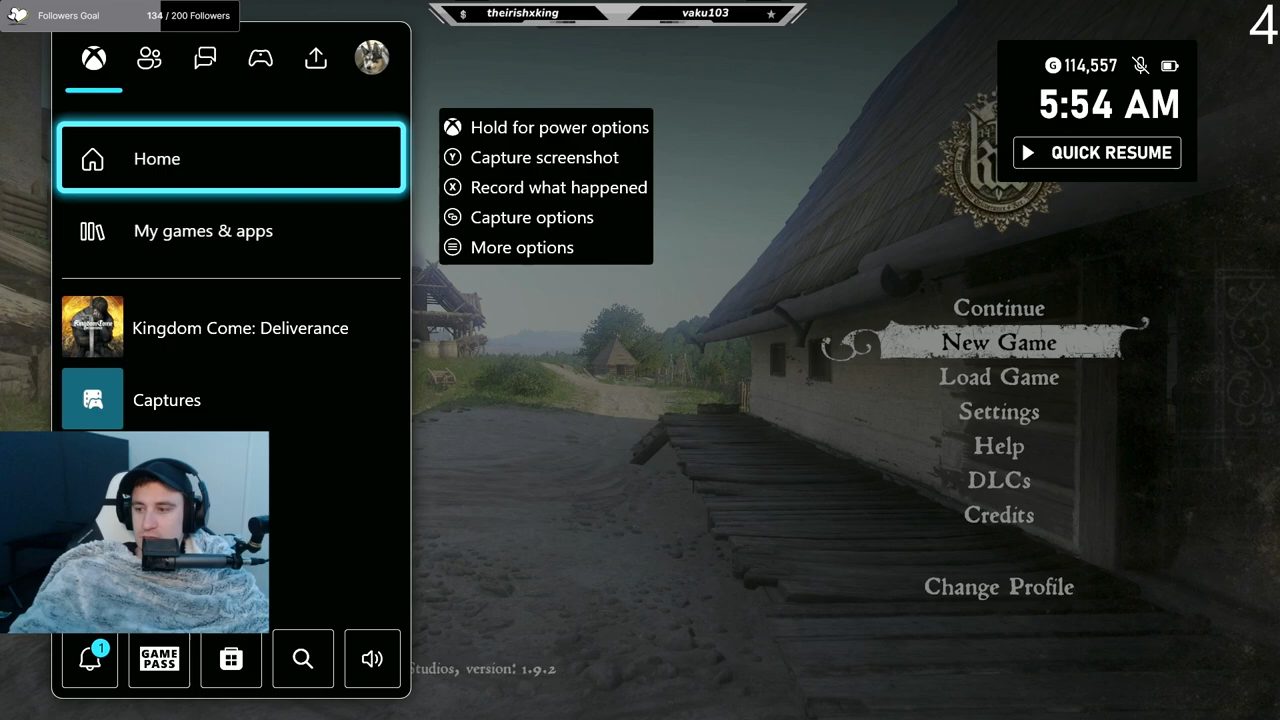 Followers Goal
134 / 200 Followers
theirishxking
vaku103
4
G 114,557
5:54 AM
QUICK RESUME
Home
My games & apps
Kingdom Come: Deliverance
Captures
Hold for power options
Y Capture screenshot
X Record what happened
Capture options
More options
Continue
New Game
Load Game
Settings
Help
DLCs
Credits
Change Profile
Studios, version: 1.9.2
1
GAME
PASS